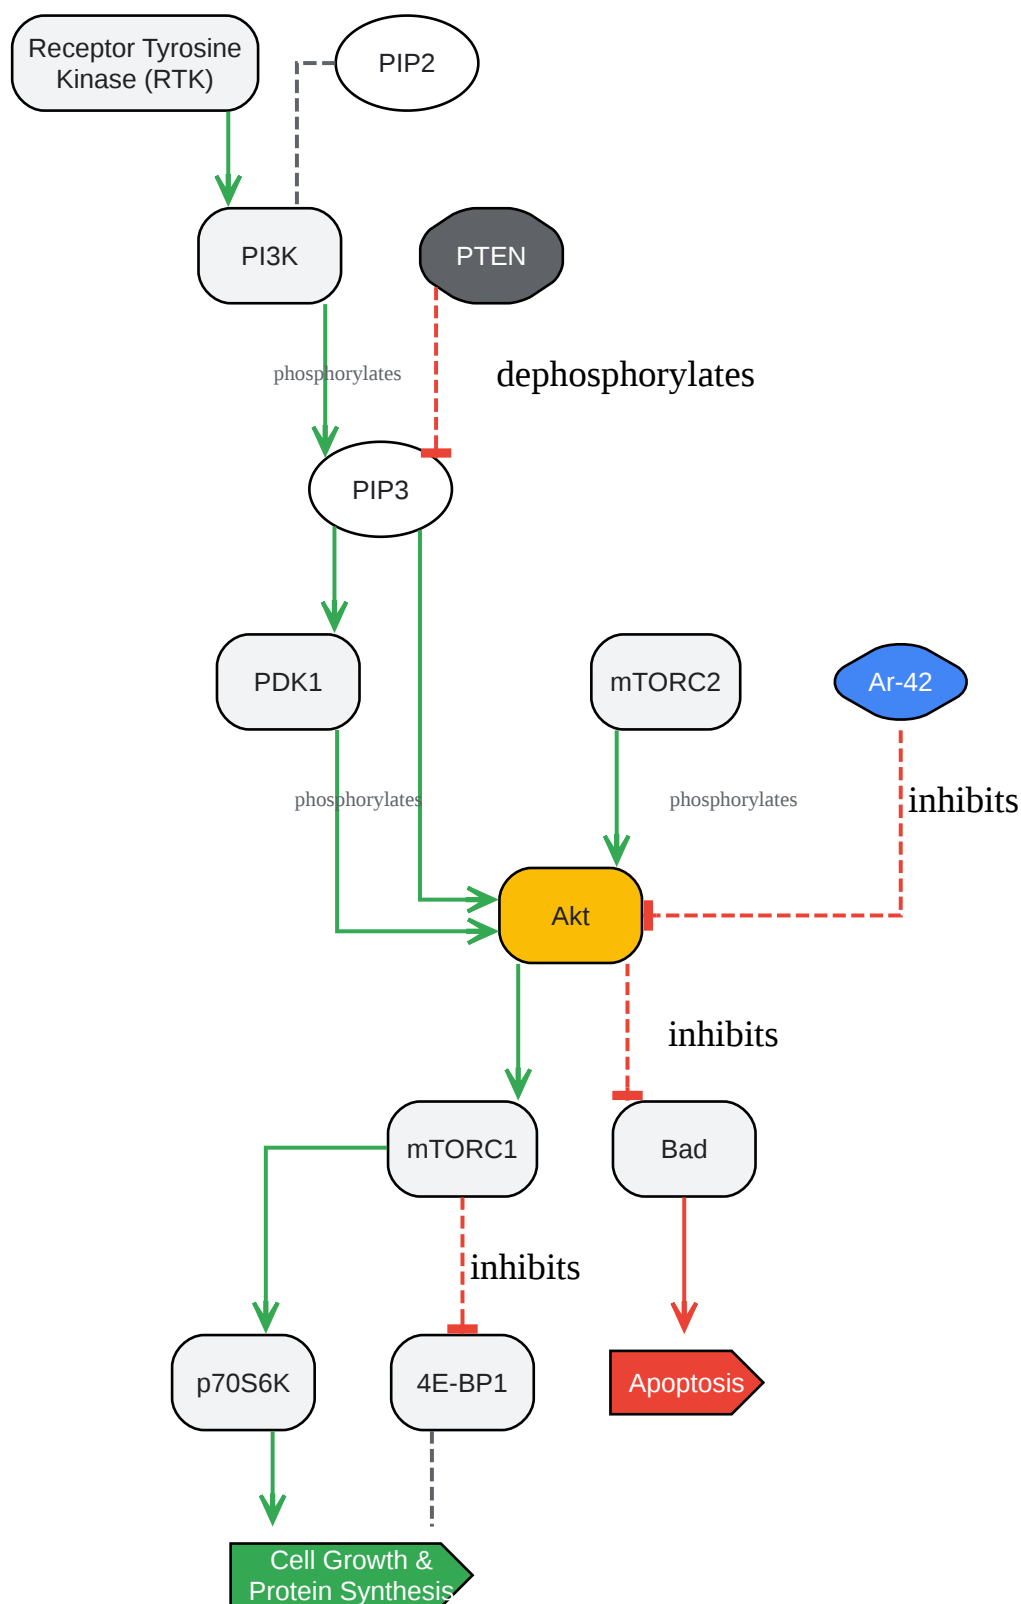 Receptor Tyrosine
Kinase (RTK)
PIP2
PI3K
PTEN
phosphorylates
dephosphorylates
PIP3
PDK1
mTORC2
Ar-42
phosphorylates
phosphorylates
inhibits
Akt
inhibits
mTORC1
Bad
inhibits
p70S6K
4E-BP1
Apoptosis
Cell Growth &
Protein Synthesis